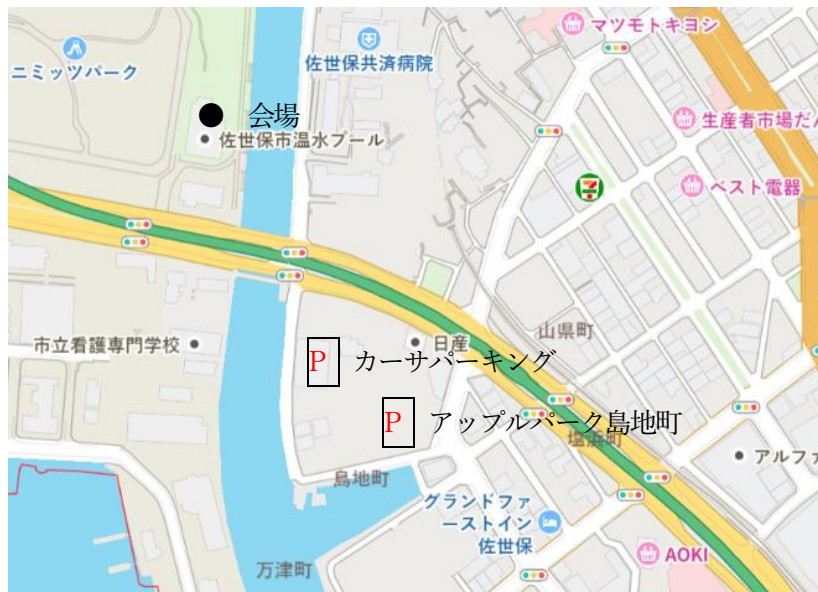 マツモトキヨシ
佐世保共済病院
ニミッツパーク
会場
佐世保市温水プール
生産者市場だん
7
ベスト電器
山県町
日産
市立看護専門学校
P カーサパーキング
P アップルパーク島地町
塩浜町
アルファ
島地町
グランドファ
ーストイン
佐世保
AOKI
万津町